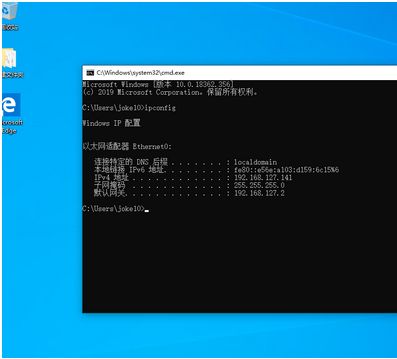 C:\Windows\system32\cmd.exe
Microsoft Windows [版本 10.0.18362.356]
(c) 2019 Microsoft Corporation。保留所有权利。
C:\Users\joke10>ipconfig
Windows IP 配置
以太网适配器 Ethernet0:
连接特定的 DNS 后缀 . . . . . . . : localdomain
本地链接 IPv6 地址. . . . . . . . : fe80::e56e:a103:d159:6c15%6
IPv4 地址 . . . . . . . . . . . . : 192.168.127.141
子网掩码 . . . . . . . . . . . . : 255.255.255.0
默认网关. . . . . . . . . . . . . : 192.168.127.2
C:\Users\joke10>
Edge